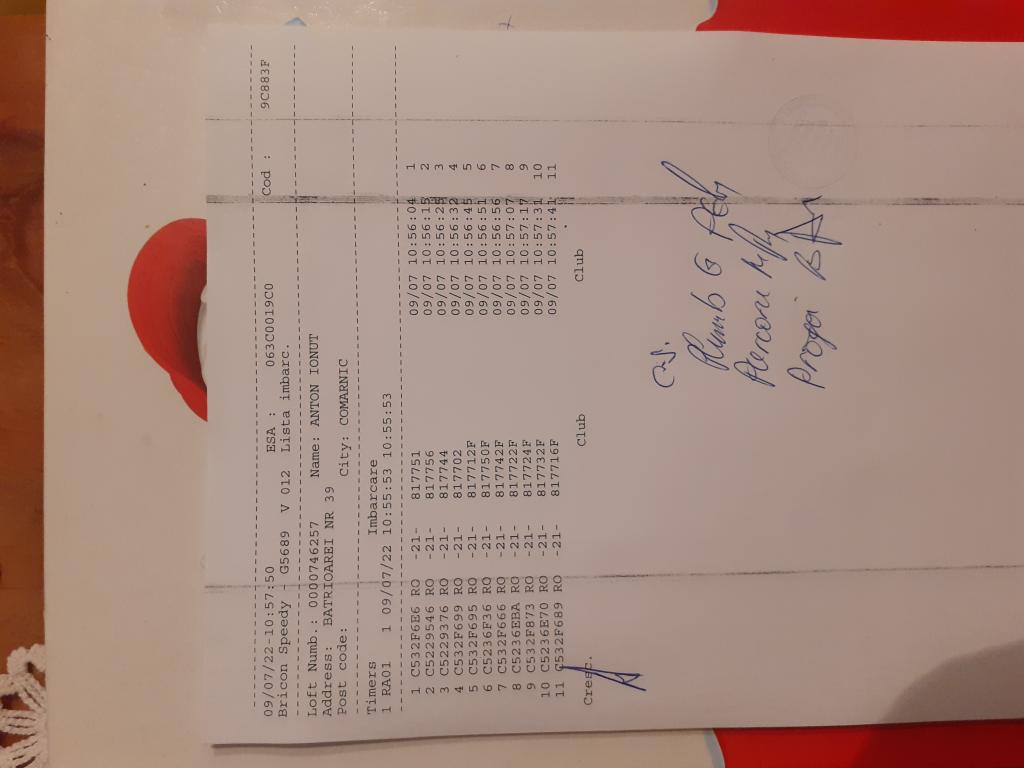 09/07/22-10:57:50 ESA : 063C0019C0 Cod : 9C883F
Bricon Speedy - G5689 V 012 Lista imbarc.
Loft Numb.: 0000746257 Name: ANTON IONUT
Address: BATRIOAREI NR 39
Post code: City: COMARNIC
Timers Imbarcare
1 RA01 1 09/07/22 10:55:53 10:55:53
1 C532F6E6 RO -21- 817751 09/07 10:56:04 1
2 C5229546 RO -21- 817756 09/07 10:56:15 2
3 C5229376 RO -21- 817744 09/07 10:56:25 3
4 C532F699 RO -21- 817702 09/07 10:56:32 4
5 C532F695 RO -21- 817712F 09/07 10:56:45 5
6 C5236F36 RO -21- 817750F 09/07 10:56:51 6
7 C532F666 RO -21- 817742F 09/07 10:56:56 7
8 C5236EBA RO -21- 817722F 09/07 10:57:07 8
9 C532F873 RO -21- 817724F 09/07 10:57:17 9
10 C5236E70 RO -21- 817732F 09/07 10:57:31 10
11 C532F689 RO -21- 817716F 09/07 10:57:41 11
Cresc. Club Club